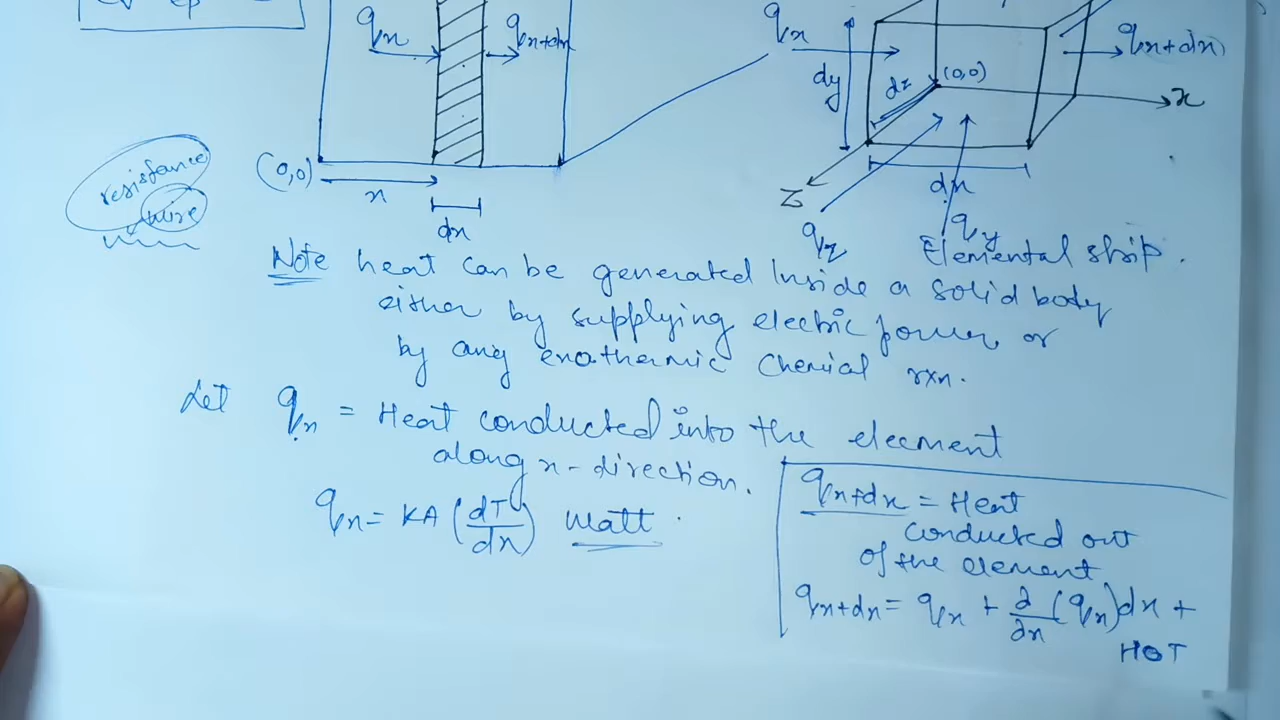 qx
qx+dx
(0,0)
x
dx
resistance
wire
qx
qx+dx
dy
dz
(0,0)
x
z
dx
qz
qy
Elemental strip.
Note heat can be generated Inside a solid body
either by supplying electric power or
by any exothermic Chemial rxn.
Let qx = Heat conducted into the element
along x-direction.
qx = KA (dT/dx) Watt.
qx+dx = Heat
conducted out
of the element
qx+dx = qx + ∂/∂x (qx)dx +
HOT